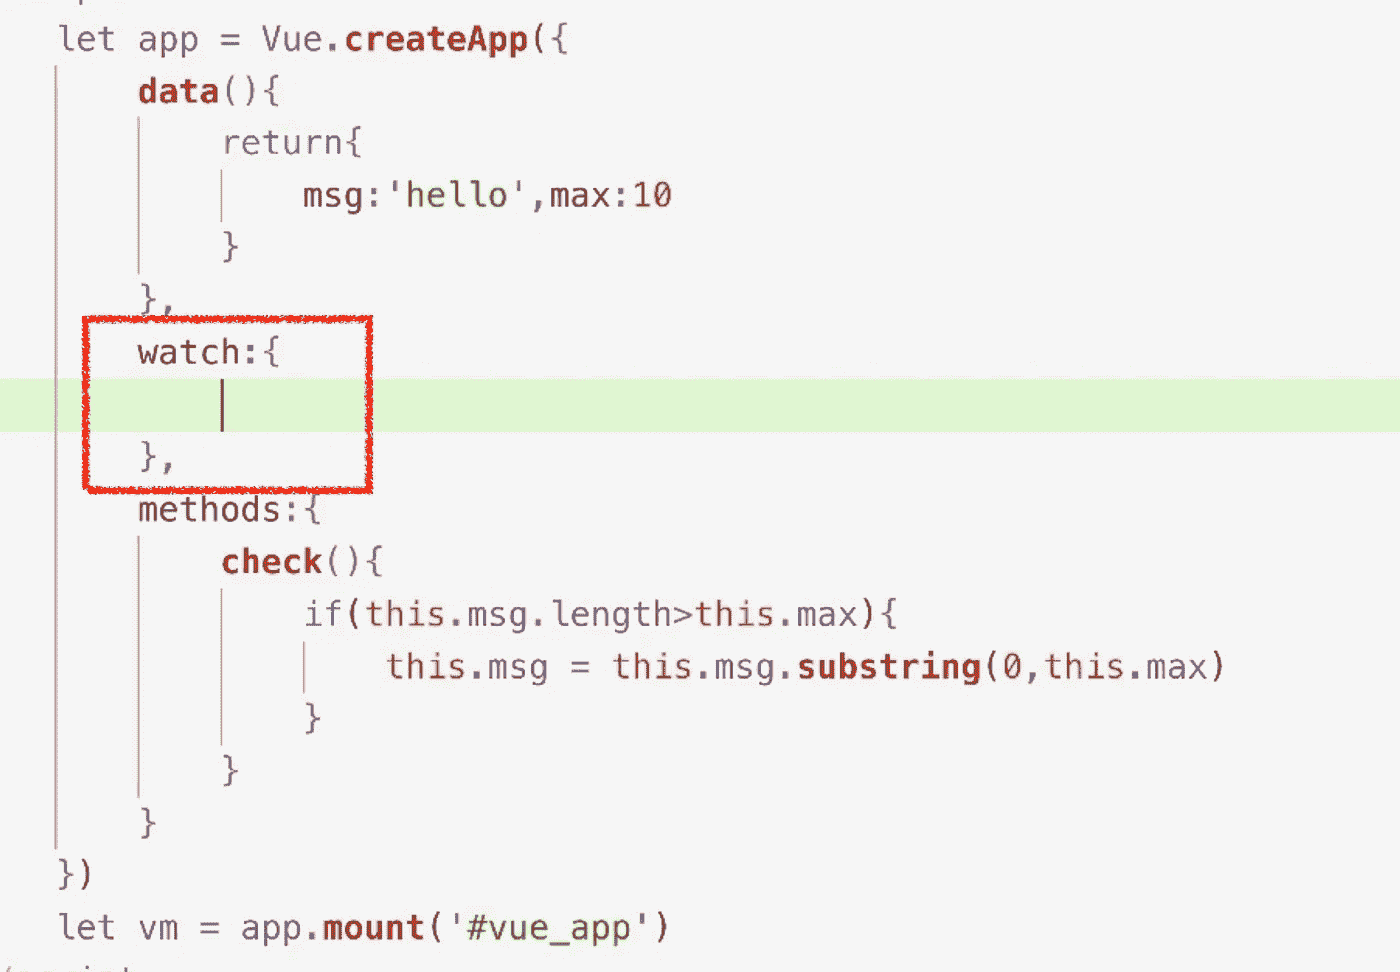 let app = Vue.createApp({
data(){
return{
msg:'hello',max:10
}
},
watch:{
},
methods:{
check(){
if(this.msg.length>this.max){
this.msg = this.msg.substring(0,this.max)
}
}
}
})
let vm = app.mount('#vue_app')